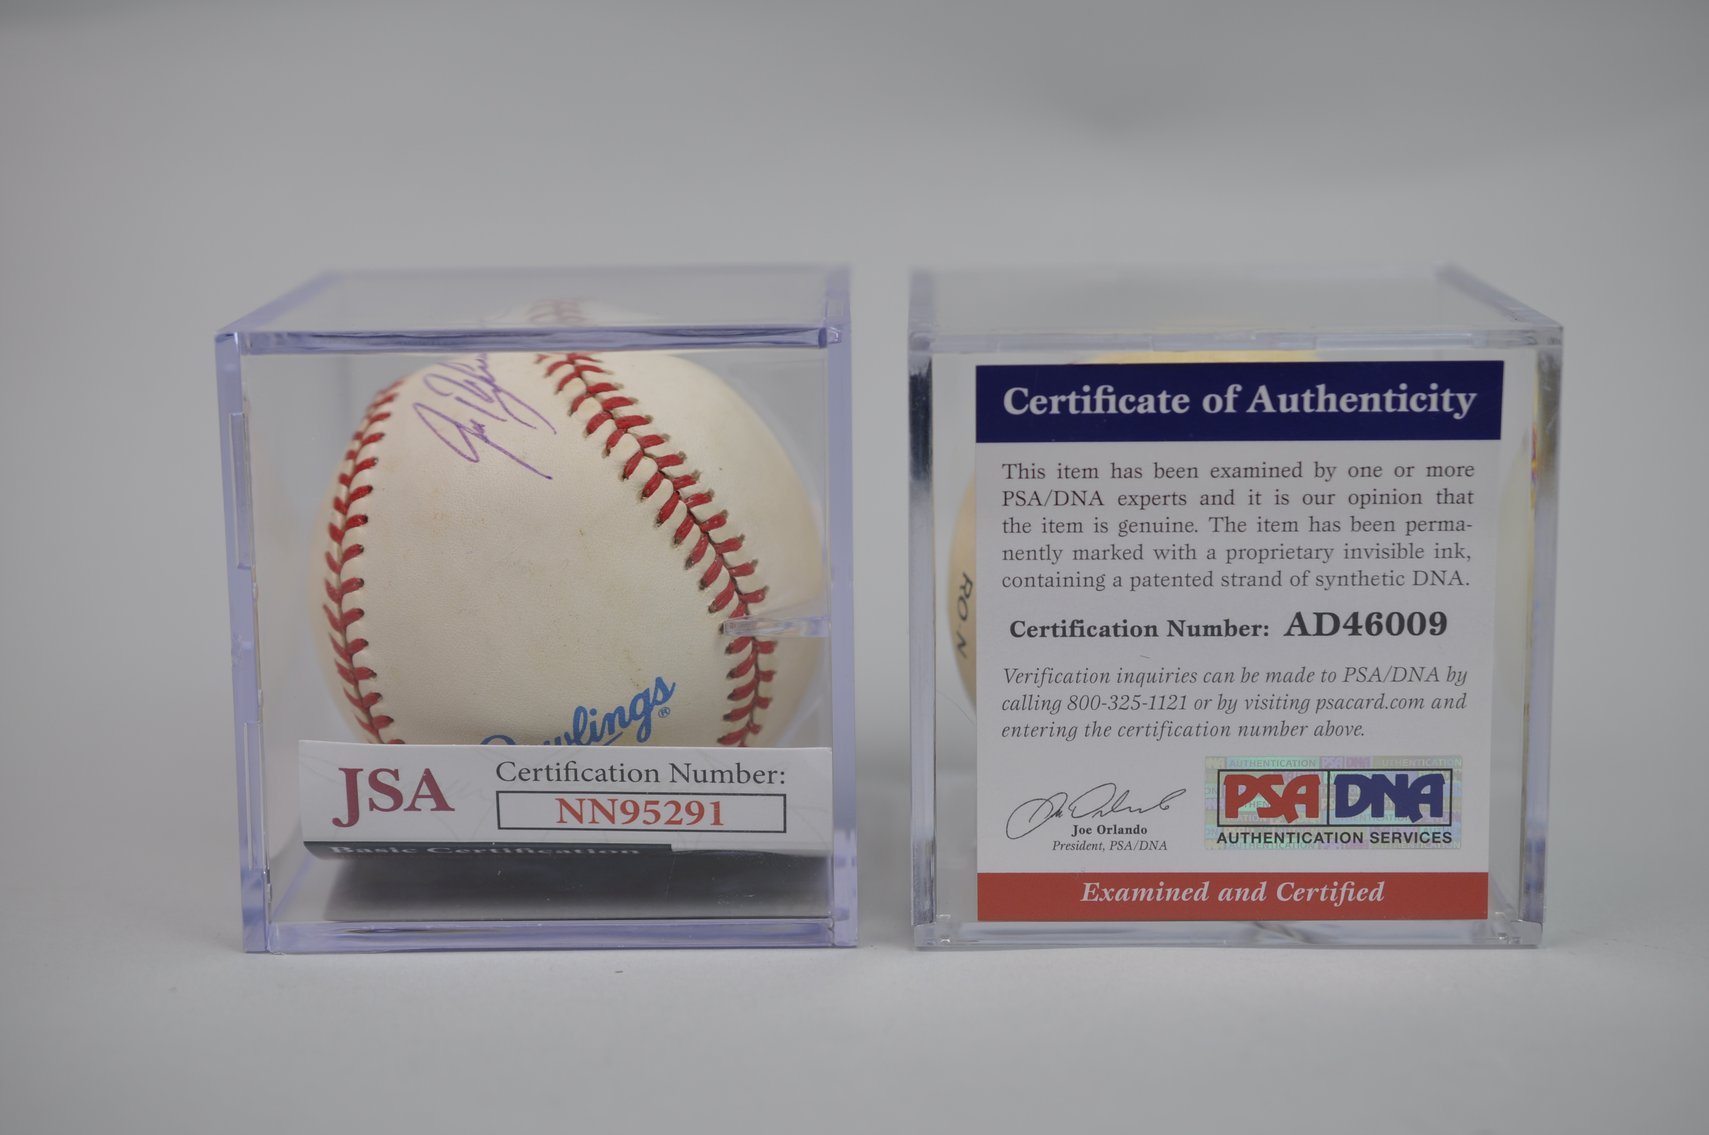 Rawlings®
JSA
Certification Number:
NN95291
Basic Certification
RO-N
Certificate of Authenticity
This item has been examined by one or more
PSA/DNA experts and it is our opinion that
the item is genuine. The item has been perma-
nently marked with a proprietary invisible ink,
containing a patented strand of synthetic DNA.
Certification Number: AD46009
Verification inquiries can be made to PSA/DNA by
calling 800-325-1121 or by visiting psacard.com and
entering the certification number above.
Joe Orlando
President, PSA/DNA
PSA DNA
AUTHENTICATION SERVICES
Examined and Certified